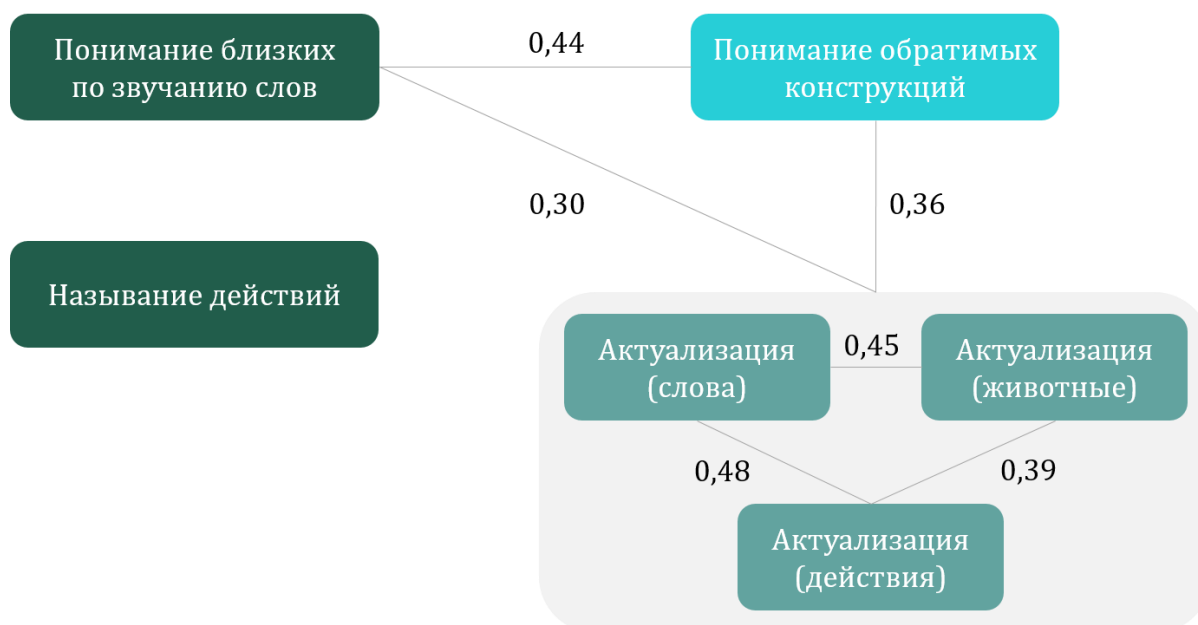 Понимание близких
по звучанию слов
0,44
Понимание обратимых
конструкций
0,30
0,36
Называние действий
Актуализация
(слова)
0,45
Актуализация
(животные)
0,48
0,39
Актуализация
(действия)